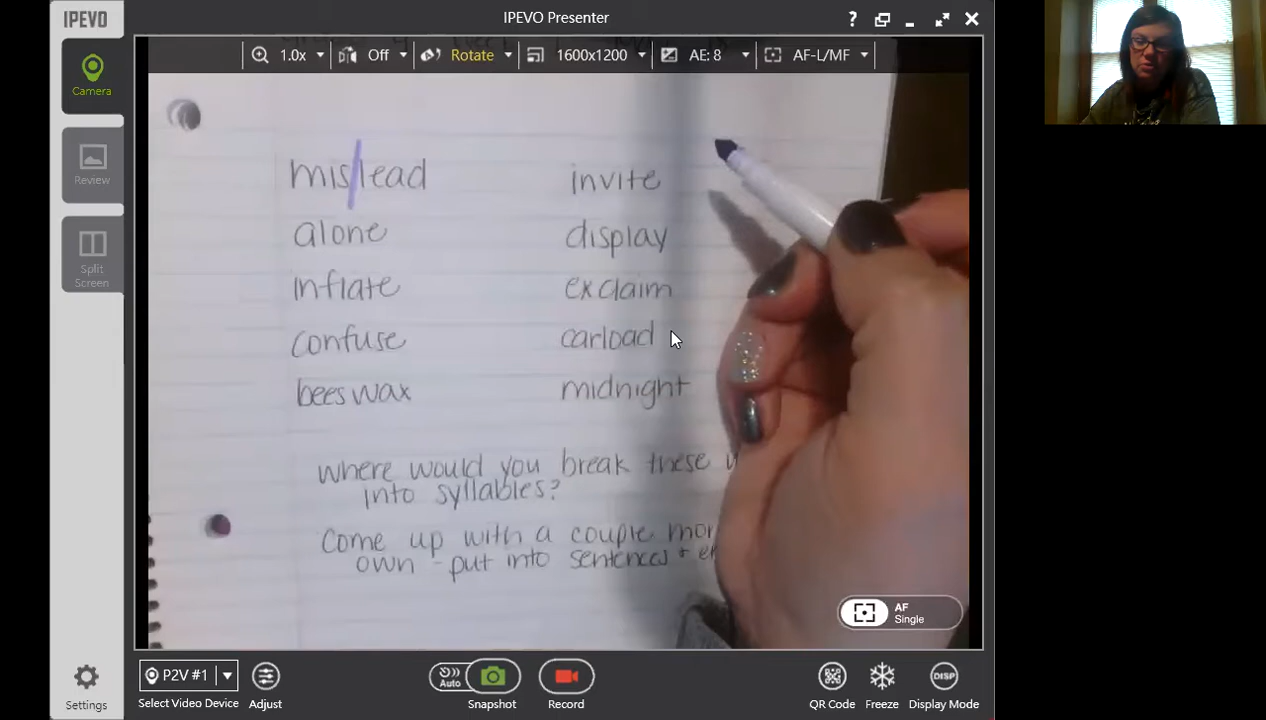 IPEVO
IPEVO Presenter
?
1.0x
Off
Rotate
1600x1200
AE: 8
AF-L/MF
Camera
Review
Split
Screen
mis/lead invite
alone display
inflate exclaim
confuse carload
beeswax midnight
where would you break these
into syllables?
Come up with a couple
own - put into sentences +
AF
Single
P2V #1
Auto
Settings
Select Video Device
Adjust
Snapshot
Record
QR Code
Freeze
DISP
Display Mode